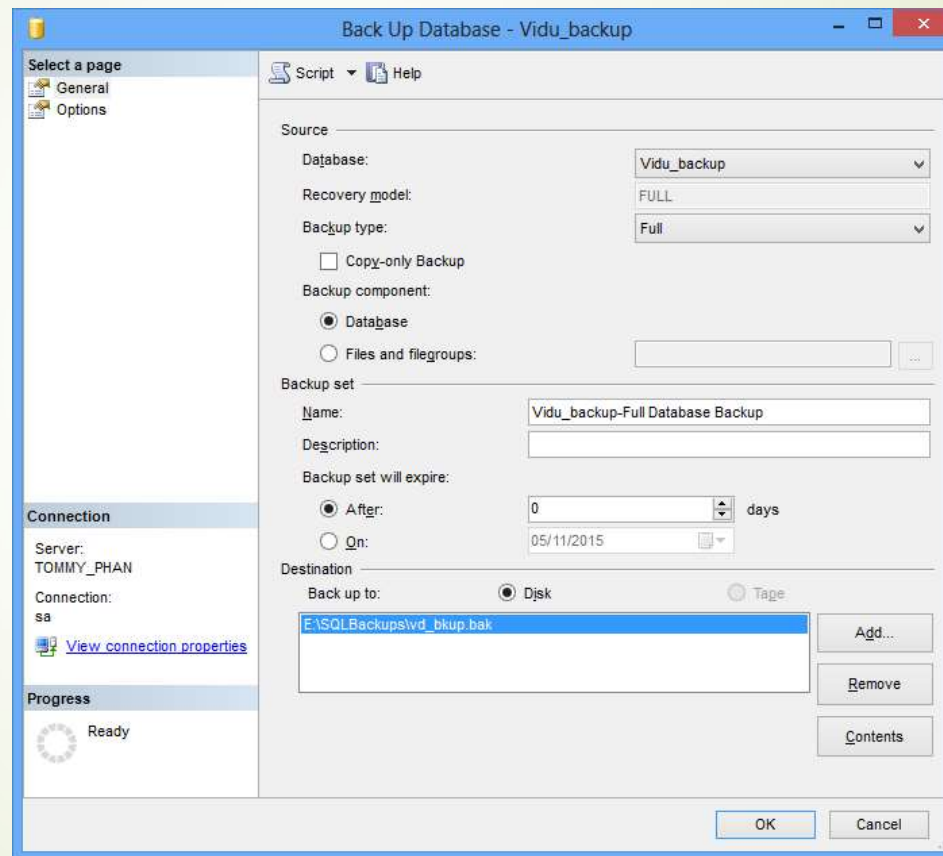 Back Up Database - Vidu_backup
Select a page
General
Options
Script Help
Source
Database: Vidu_backup
Recovery model: FULL
Backup type: Full
Copy-only Backup
Backup component:
Database
Files and filegroups: ...
Backup set
Name: Vidu_backup-Full Database Backup
Description:
Backup set will expire:
After: 0 days
On: 05/11/2015
Destination
Back up to: Disk Tape
E:\SQLBackups\vd_bkup.bak
Add...
Remove
Contents
Connection
Server:
TOMMY_PHAN
Connection:
sa
View connection properties
Progress
Ready
OK Cancel